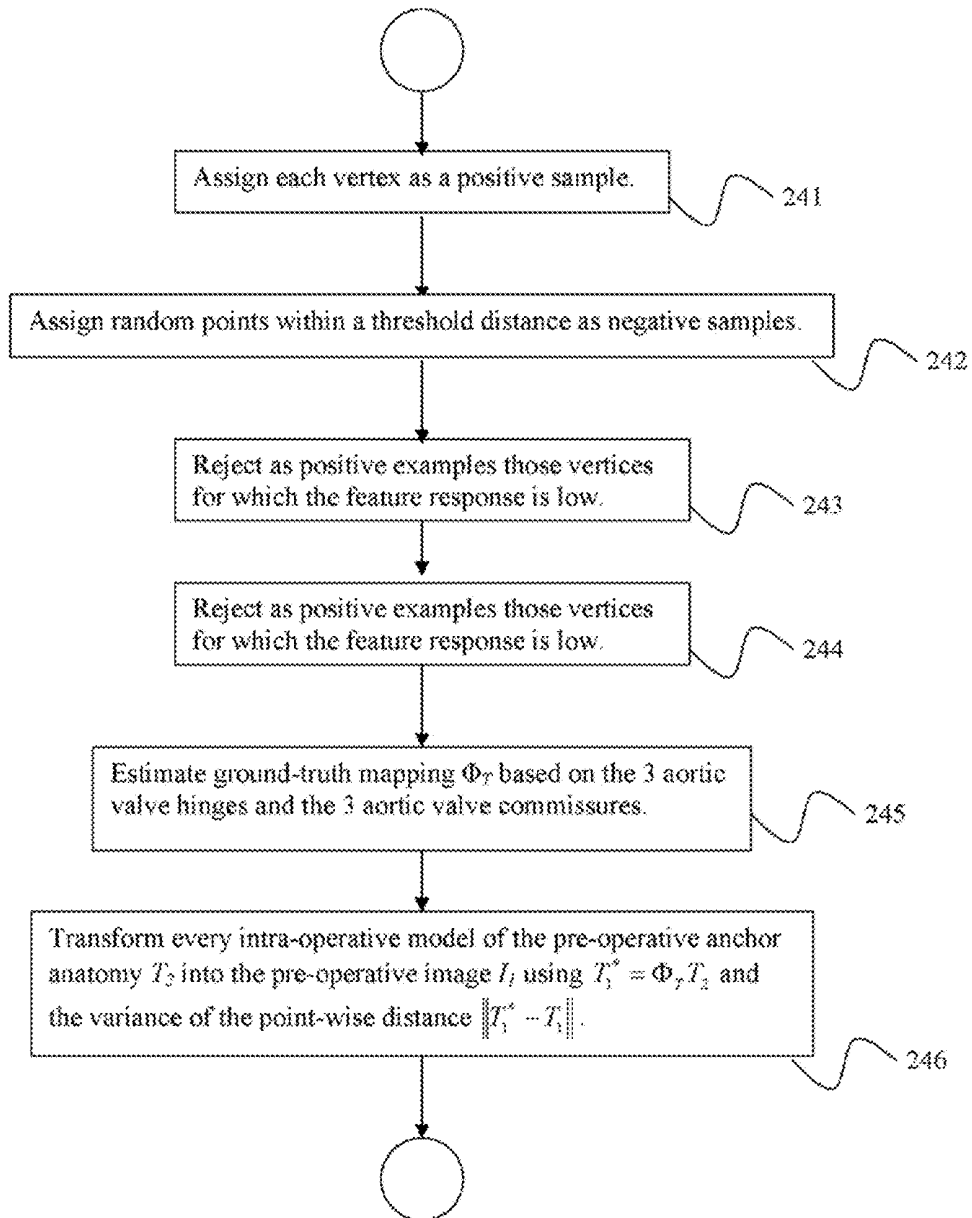 Assign each vertex as a positive sample.
241
Assign random points within a threshold distance as negative samples.
242
Reject as positive examples those vertices
for which the feature response is low.
243
Reject as positive examples those vertices
for which the feature response is low.
244
Estimate ground-truth mapping Φ_T based on the 3 aortic
valve hinges and the 3 aortic valve commissures.
245
Transform every intra-operative model of the pre-operative anchor
anatomy T_2 into the pre-operative image I_1 using T_1^* = Φ_T T_2 and
the variance of the point-wise distance ‖T_1^* − T_1‖.
246